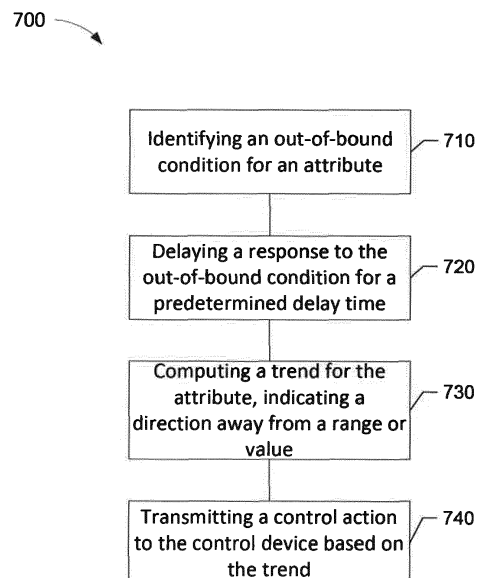 700
Identifying an out-of-bound
condition for an attribute
710
Delaying a response to the
out-of-bound condition for a
predetermined delay time
720
Computing a trend for the
attribute, indicating a
direction away from a range or
value
730
Transmitting a control action
to the control device based on
the trend
740